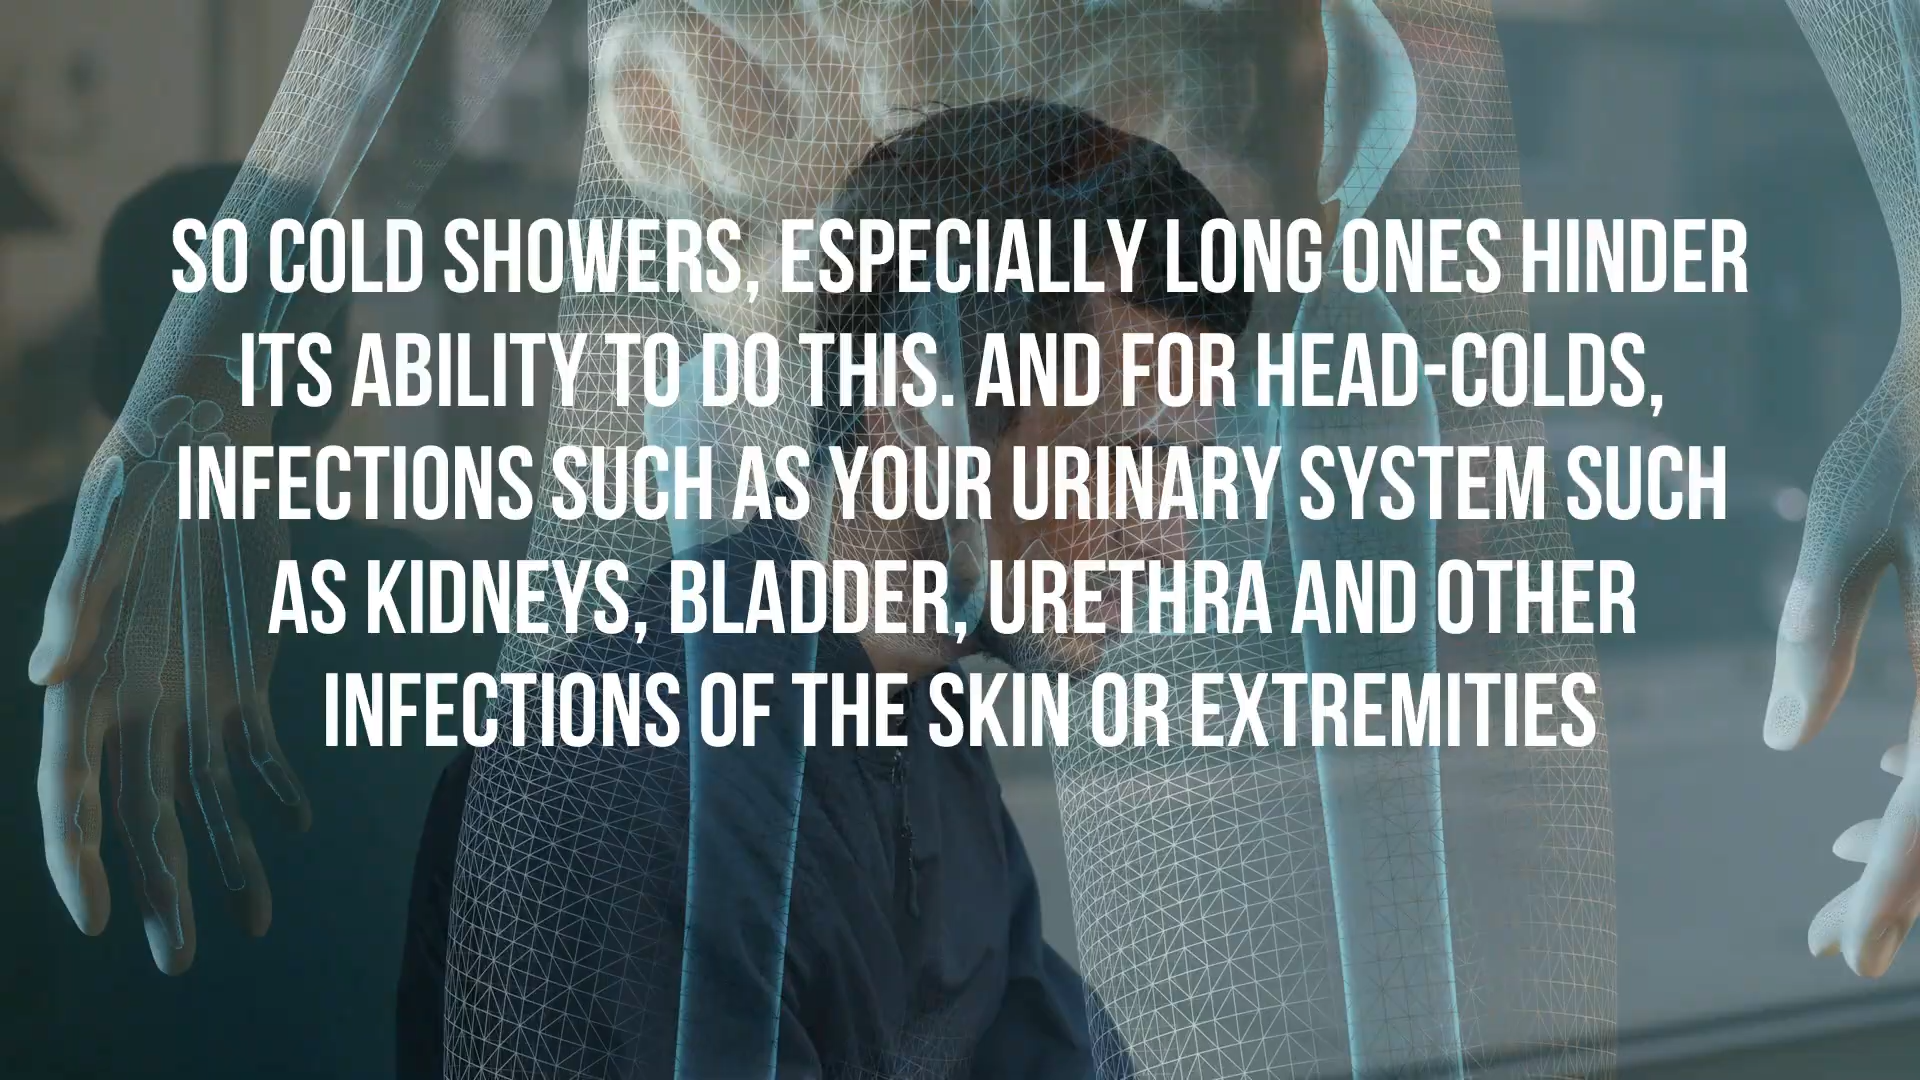 SO COLD SHOWERS, ESPECIALLY LONG ONES HINDER
ITS ABILITY TO DO THIS. AND FOR HEAD-COLDS,
INFECTIONS SUCH AS YOUR URINARY SYSTEM SUCH
AS KIDNEYS, BLADDER, URETHRA AND OTHER
INFECTIONS OF THE SKIN OR EXTREMITIES